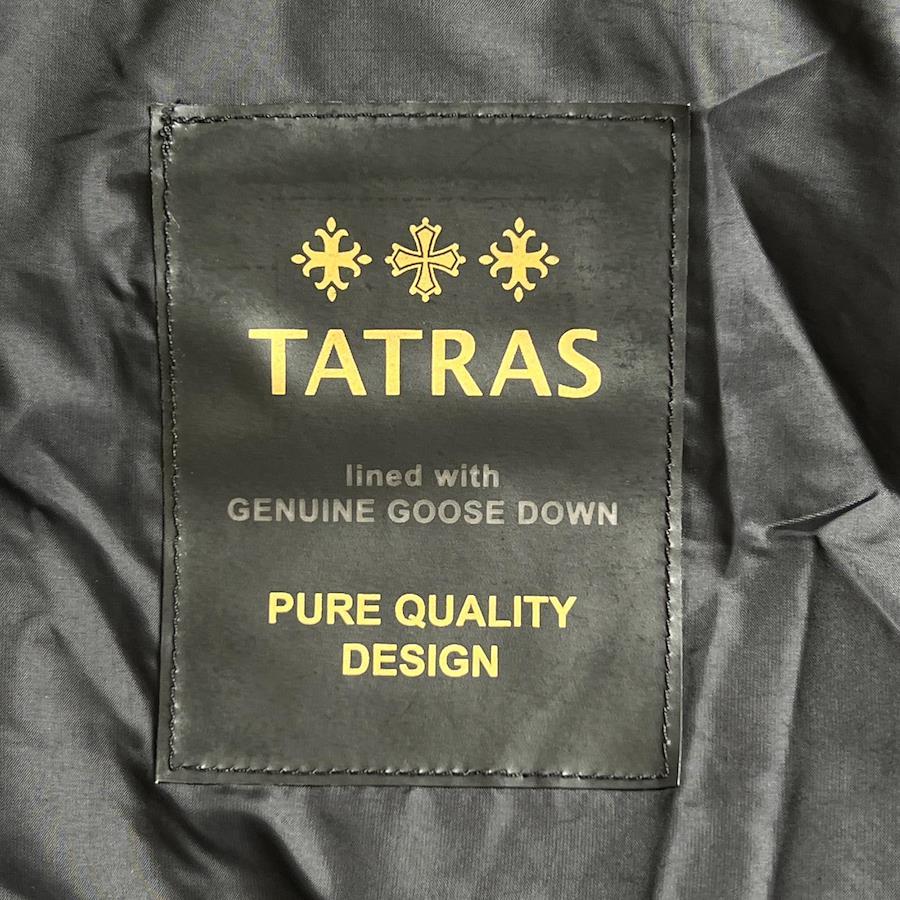 TATRAS
lined with
GENUINE GOOSE DOWN
PURE QUALITY
DESIGN